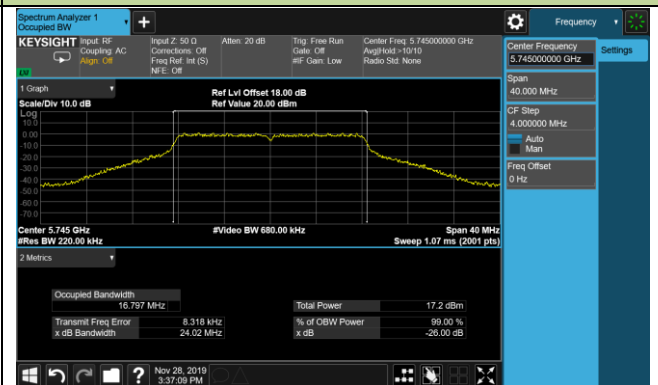 Spectrum Analyzer 1
Occupied BW
+
Frequency
KEYSIGHT
Input: RF
Coupling: AC
Align: Off
Input Z: 50 Ω
Corrections: Off
Freq Ref: Int (S)
NFE: Off
Atten: 20 dB
Trig: Free Run
Gate: Off
#IF Gain: Low
Center Freq: 5.745000000 GHz
Avg|Hold:>10/10
Radio Std: None
LXI
Center Frequency
5.745000000 GHz
Settings
Span
40.000 MHz
CF Step
4.000000 MHz
Auto
Man
Freq Offset
0 Hz
1 Graph
Scale/Div 10.0 dB
Ref Lvl Offset 18.00 dB
Ref Value 20.00 dBm
Log
10.0
0.00
-10.0
-20.0
-30.0
-40.0
-50.0
-60.0
-70.0
Center 5.745 GHz
#Video BW 680.00 kHz
Span 40 MHz
#Res BW 220.00 kHz
Sweep 1.07 ms (2001 pts)
2 Metrics
Occupied Bandwidth
16.797 MHz
Total Power 17.2 dBm
Transmit Freq Error 8.318 kHz
% of OBW Power 99.00 %
x dB Bandwidth 24.02 MHz
x dB -26.00 dB
?
Nov 28, 2019
3:37:09 PM